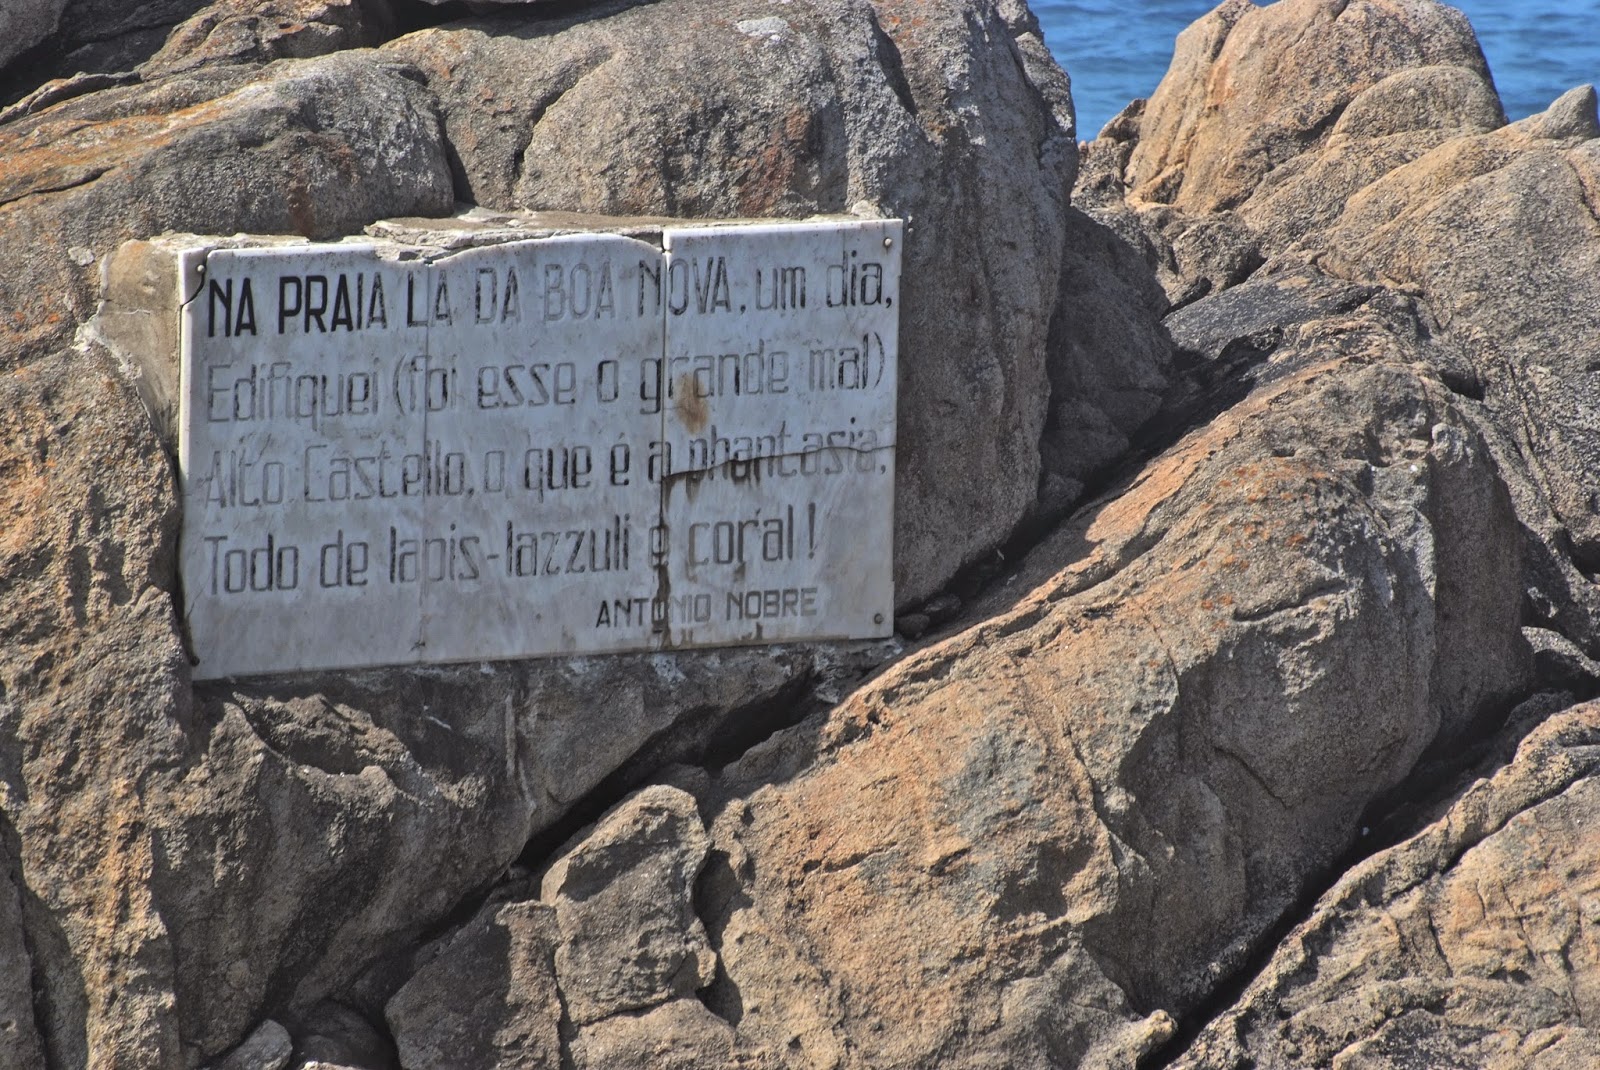 NA PRAIA LA DA BOA NOVA, um dia,
Edifiquei (foi esse o grande mal)
Alto Castello, o que é a phantasia,
Todo de lapis-lazzuli e coral!
ANTONIO NOBRE